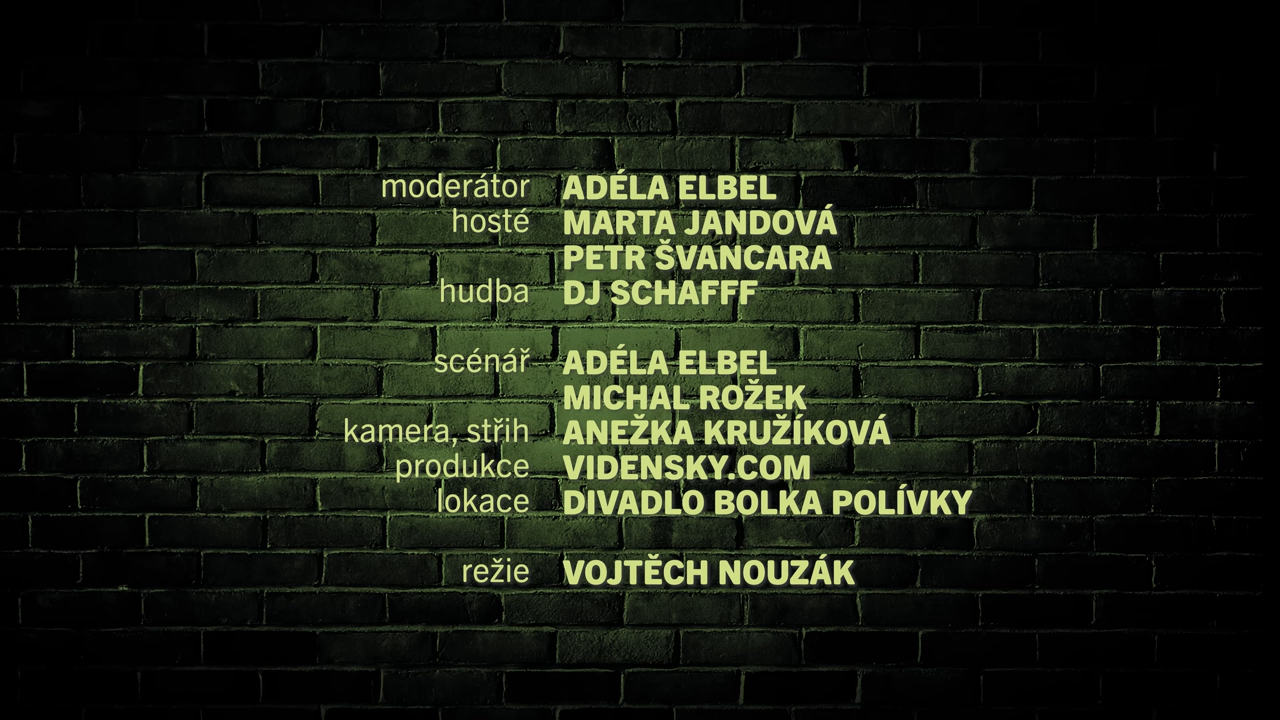 moderátor ADÉLA ELBEL
hosté MARTA JANDOVÁ
PETR ŠVANCARA
hudba DJ SCHAFFF
scénář ADÉLA ELBEL
MICHAL ROŽEK
kamera, střih ANEŽKA KRUŽÍKOVÁ
produkce VIDENSKY.COM
lokace DIVADLO BOLKA POLÍVKY
režie VOJTĚCH NOUZÁK